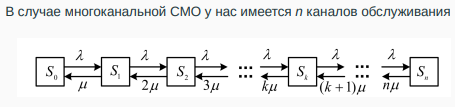 В случае многоканальной СМО у нас имеется n каналов обслуживания
λ λ λ λ λ λ
S₀ S₁ S₂ ... Sₖ ... Sₙ
μ 2μ 3μ kμ (k+1)μ nμ